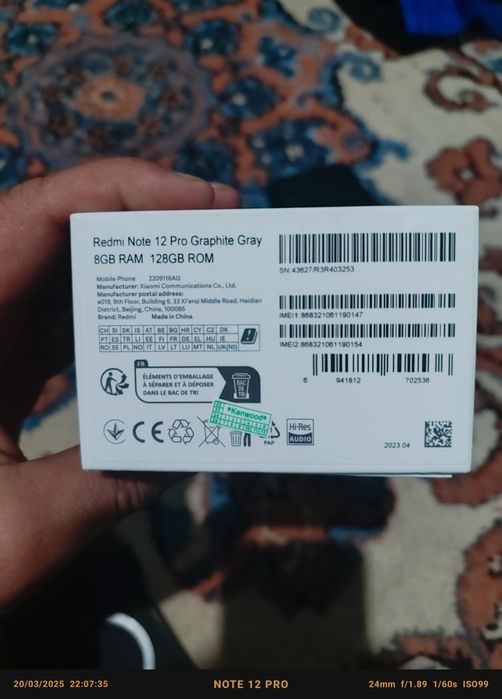 Redmi Note 12 Pro Graphite Gray
8GB RAM 128GB ROM
Mobile Phone 2209116AG
Manufacturer: Xiaomi Communications Co., Ltd.
Manufacturer postal address:
#019, 9th Floor, Building 6, 33 Xi'erqi Middle Road, Haidian
District, Beijing, China, 100085
Brand: Redmi Made in China
CH SI SK IS AT BE BG HR CY CZ DK
PT ES TR LI EE FI FR DE EL HU IE
RO SE PL NO IT LV LT LU MT NL UK(NI)
SN: 43627/R3R403253
IMEI1: 868321061190147
IMEI2: 868321061190154
6 941812 702536
FR
ÉLÉMENTS D'EMBALLAGE
À SÉPARER ET À DÉPOSER
DANS LE BAC DE TRI
BAC
DE
TRI
*Kenwood*
CE
PAP
Hi-Res
AUDIO
2023.04
20/03/2025 22:07:35
NOTE 12 PRO
24mm f/1.89 1/60s ISO99